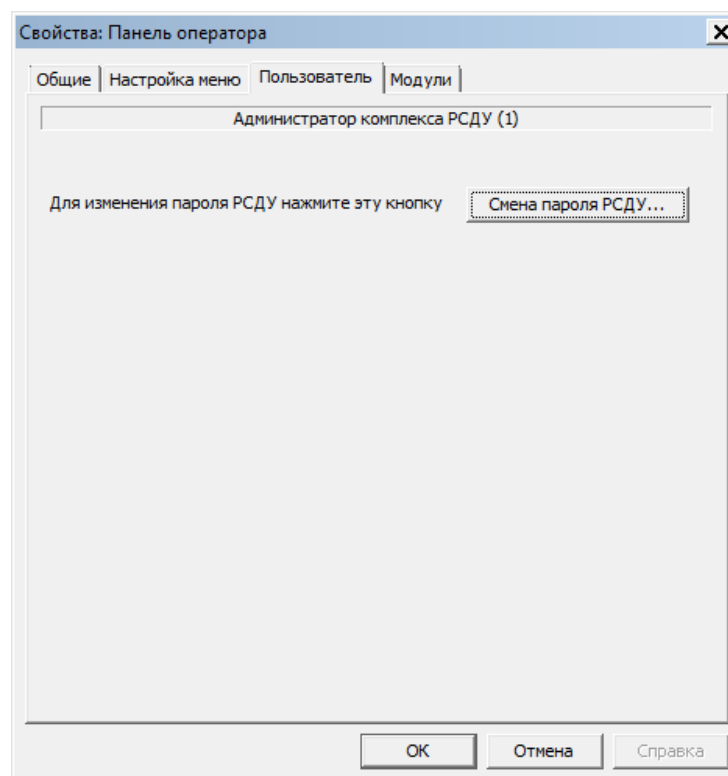 Свойства: Панель оператора
Общие Настройка меню Пользователь Модули
Администратор комплекса РСДУ (1)
Для изменения пароля РСДУ нажмите эту кнопку Смена пароля РСДУ...
ОК Отмена Справка